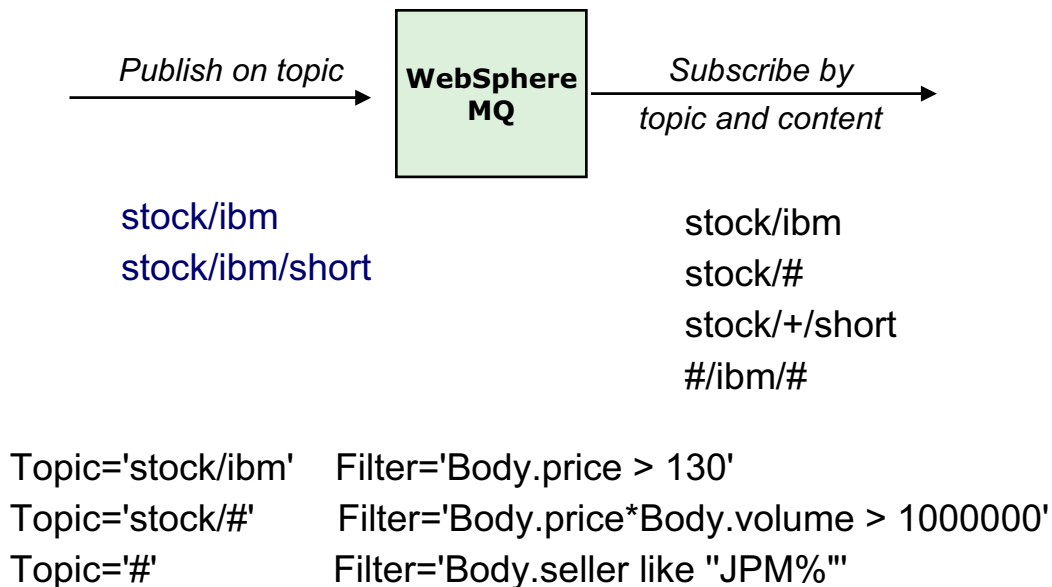 Publish on topic
WebSphere
MQ
Subscribe by
topic and content
stock/ibm
stock/ibm/short
stock/ibm
stock/#
stock/+/short
#/ibm/#
Topic='stock/ibm' Filter='Body.price > 130'
Topic='stock/#' Filter='Body.price*Body.volume > 1000000'
Topic='#' Filter='Body.seller like ''JPM%'''